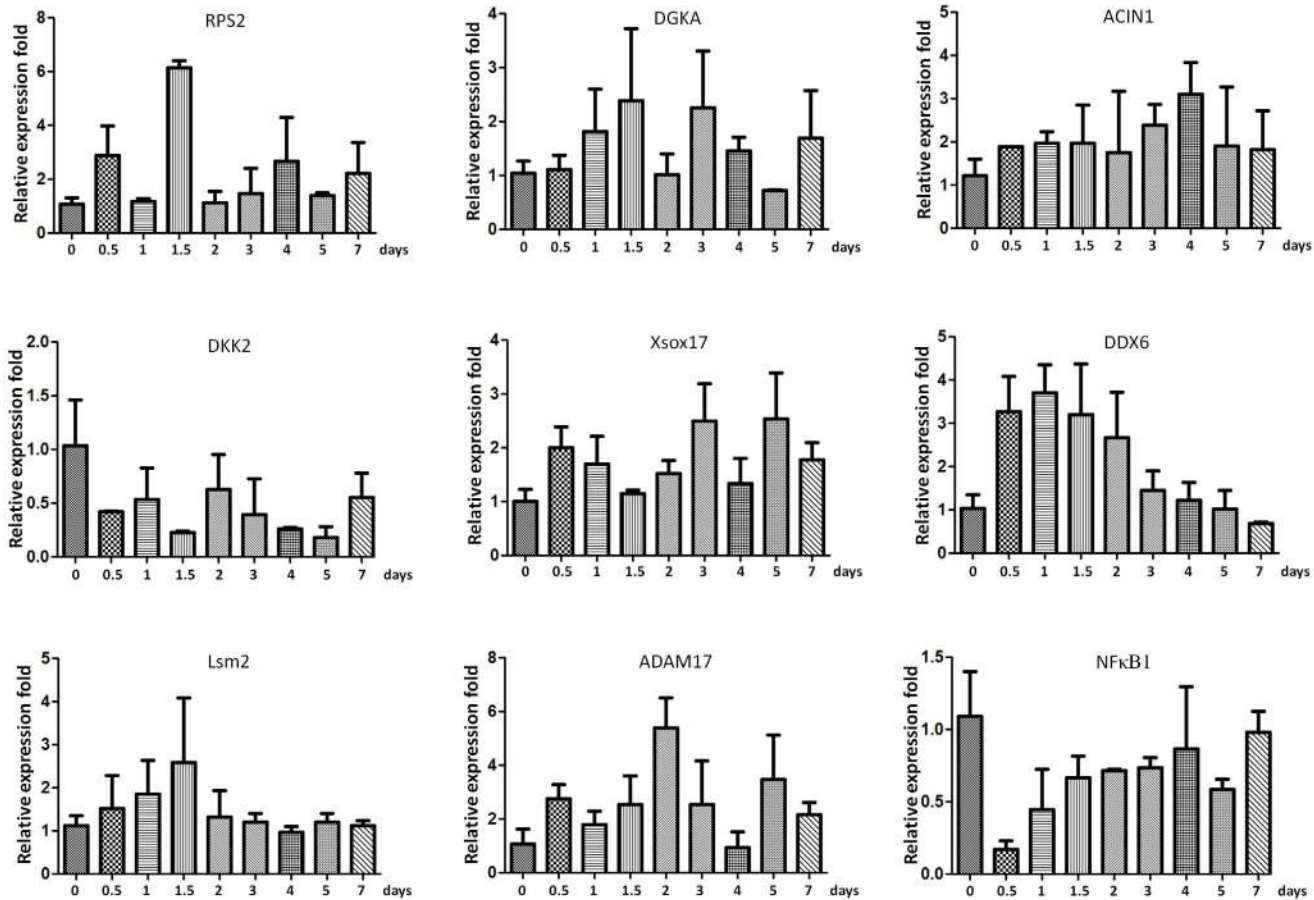 RPS2
Relative expression fold
8
6
4
2
0
0 0.5 1 1.5 2 3 4 5 7 days
DGKA
Relative expression fold
4
3
2
1
0
0 0.5 1 1.5 2 3 4 5 7 days
ACIN1
Relative expression fold
5
4
3
2
1
0
0 0.5 1 1.5 2 3 4 5 7 days
DKK2
Relative expression fold
2.0
1.5
1.0
0.5
0.0
0 0.5 1 1.5 2 3 4 5 7 days
Xsox17
Relative expression fold
4
3
2
1
0
0 0.5 1 1.5 2 3 4 5 7 days
DDX6
Relative expression fold
5
4
3
2
1
0
0 0.5 1 1.5 2 3 4 5 7 days
Lsm2
Relative expression fold
5
4
3
2
1
0
0 0.5 1 1.5 2 3 4 5 7 days
ADAM17
Relative expression fold
8
6
4
2
0
0 0.5 1 1.5 2 3 4 5 7 days
NFκB1
Relative expression fold
1.5
1.0
0.5
0.0
0 0.5 1 1.5 2 3 4 5 7 days